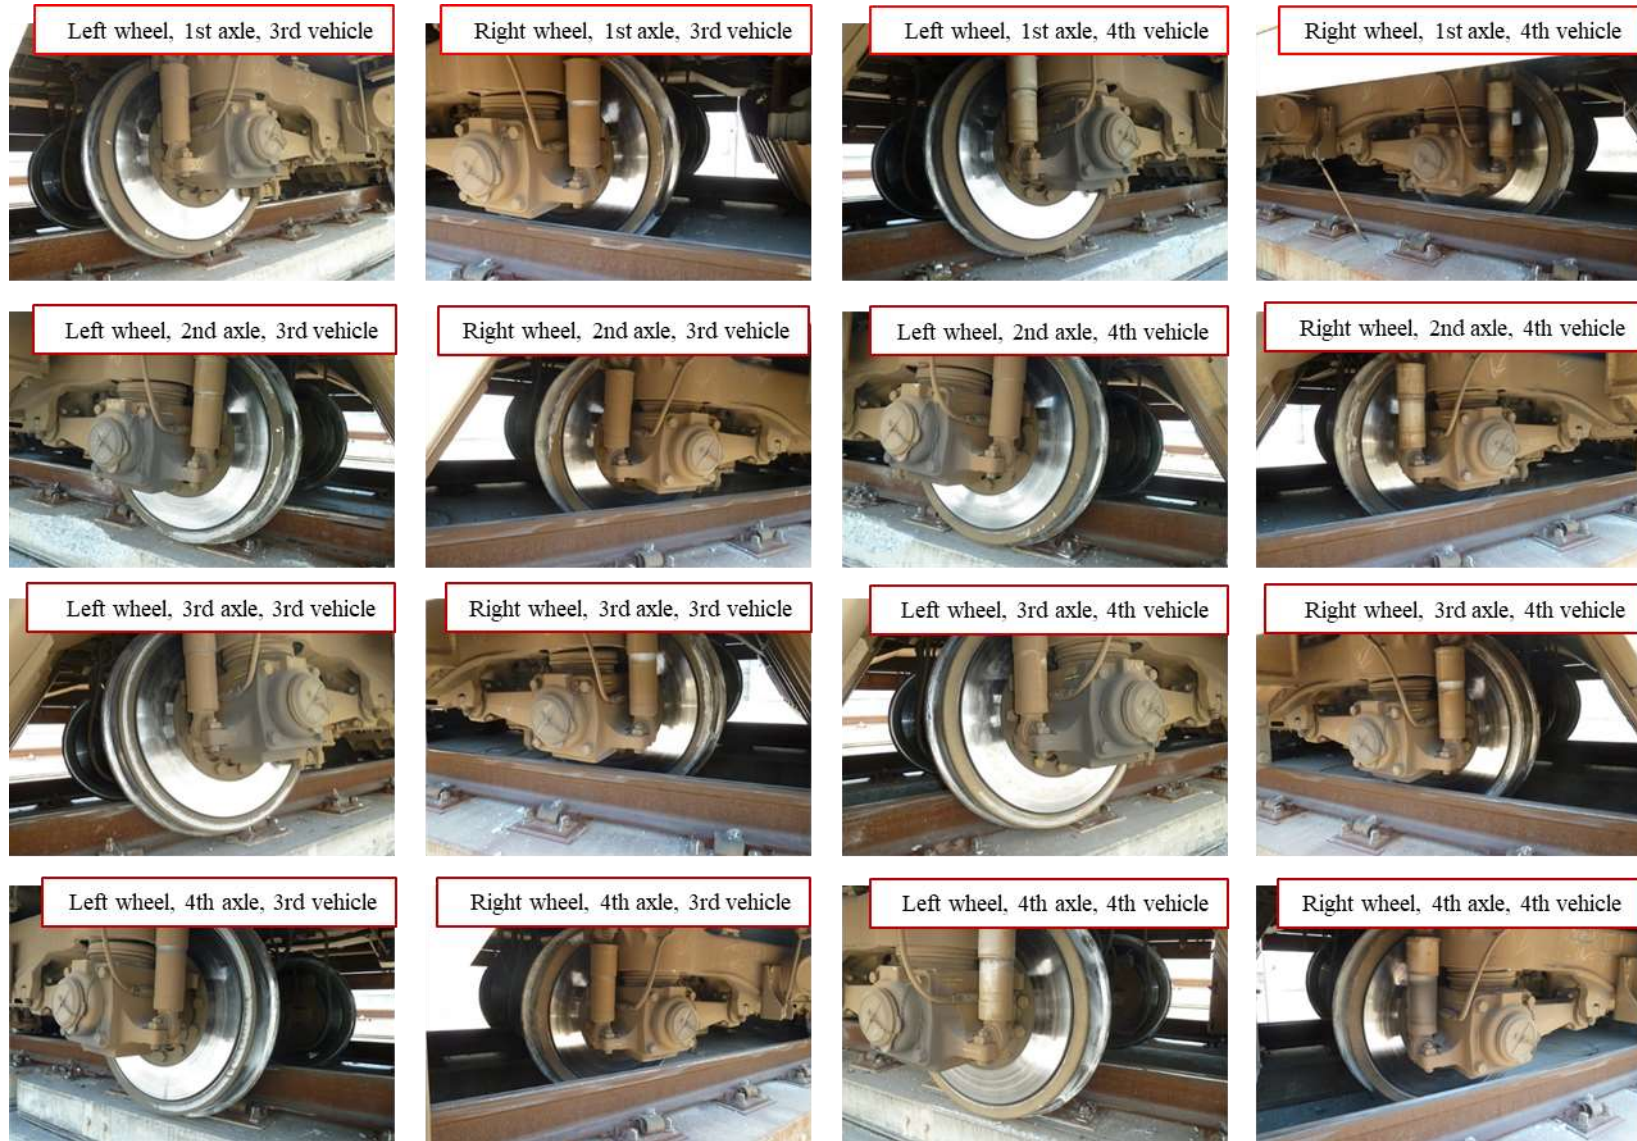 Left wheel, 1st axle, 3rd vehicle
Right wheel, 1st axle, 3rd vehicle
Left wheel, 1st axle, 4th vehicle
Right wheel, 1st axle, 4th vehicle
Left wheel, 2nd axle, 3rd vehicle
Right wheel, 2nd axle, 3rd vehicle
Left wheel, 2nd axle, 4th vehicle
Right wheel, 2nd axle, 4th vehicle
Left wheel, 3rd axle, 3rd vehicle
Right wheel, 3rd axle, 3rd vehicle
Left wheel, 3rd axle, 4th vehicle
Right wheel, 3rd axle, 4th vehicle
Left wheel, 4th axle, 3rd vehicle
Right wheel, 4th axle, 3rd vehicle
Left wheel, 4th axle, 4th vehicle
Right wheel, 4th axle, 4th vehicle